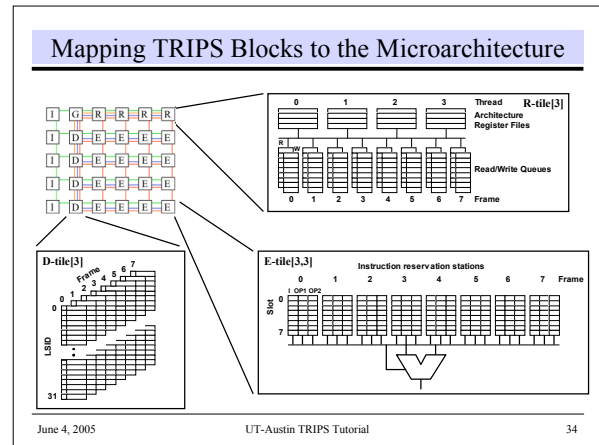 Mapping TRIPS Blocks to the Microarchitecture
I G R R R R
I D E E E E
I D E E E E
I D E E E E
I D E E E E
R-tile[3]
0 1 2 3 Thread
Architecture
Register Files
R
W
Read/Write Queues
0 1 2 3 4 5 6 7 Frame
D-tile[3]
Frame
0 1 2 3 4 5 6 7
0
LSID
31
E-tile[3,3]
Instruction reservation stations
0 1 2 3 4 5 6 7 Frame
I OP1 OP2
0
Slot
7
June 4, 2005 UT-Austin TRIPS Tutorial 34